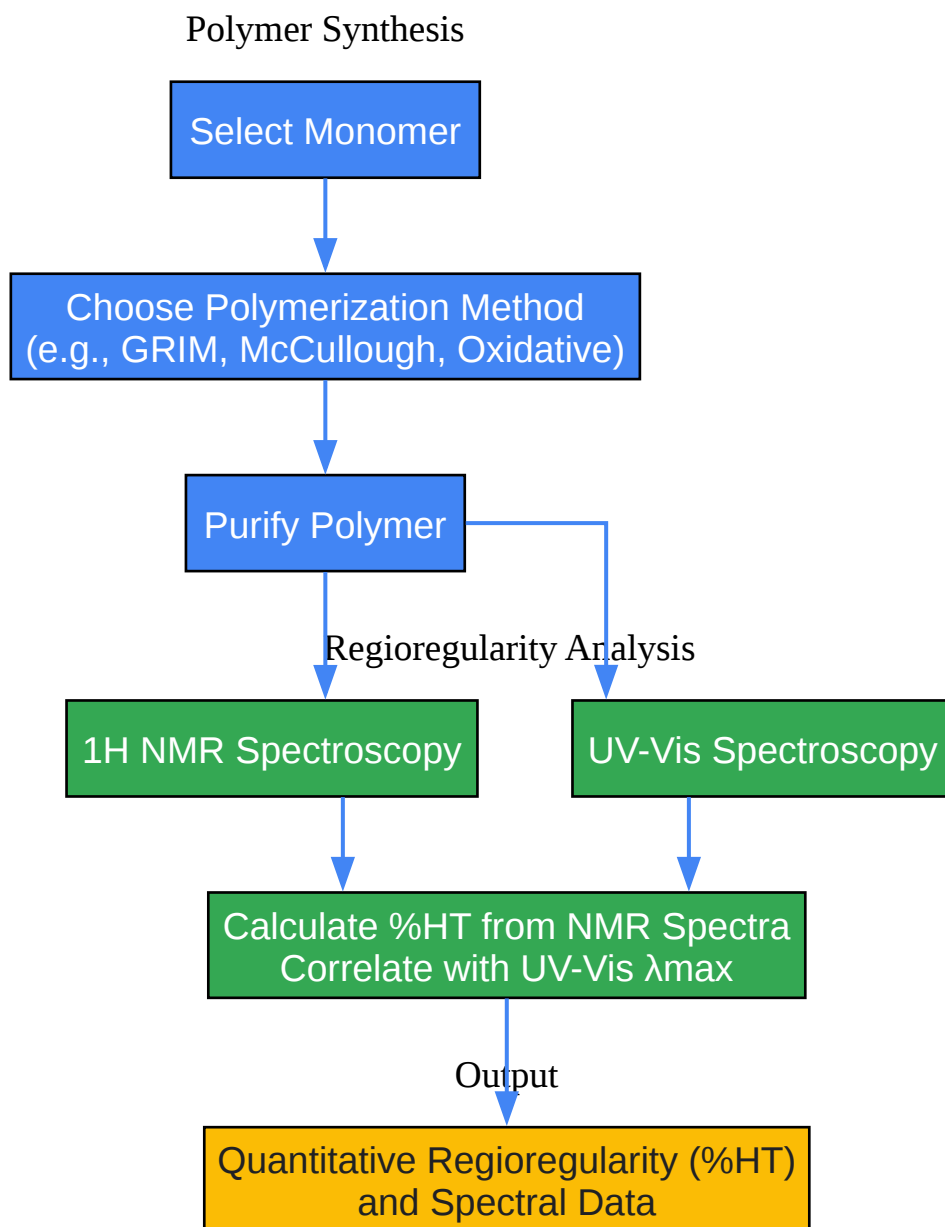 Polymer Synthesis
Select Monomer
Choose Polymerization Method
(e.g., GRIM, McCullough, Oxidative)
Purify Polymer
Regioregularity Analysis
1H NMR Spectroscopy
UV-Vis Spectroscopy
Calculate %HT from NMR Spectra
Correlate with UV-Vis λmax
Output
Quantitative Regioregularity (%HT)
and Spectral Data